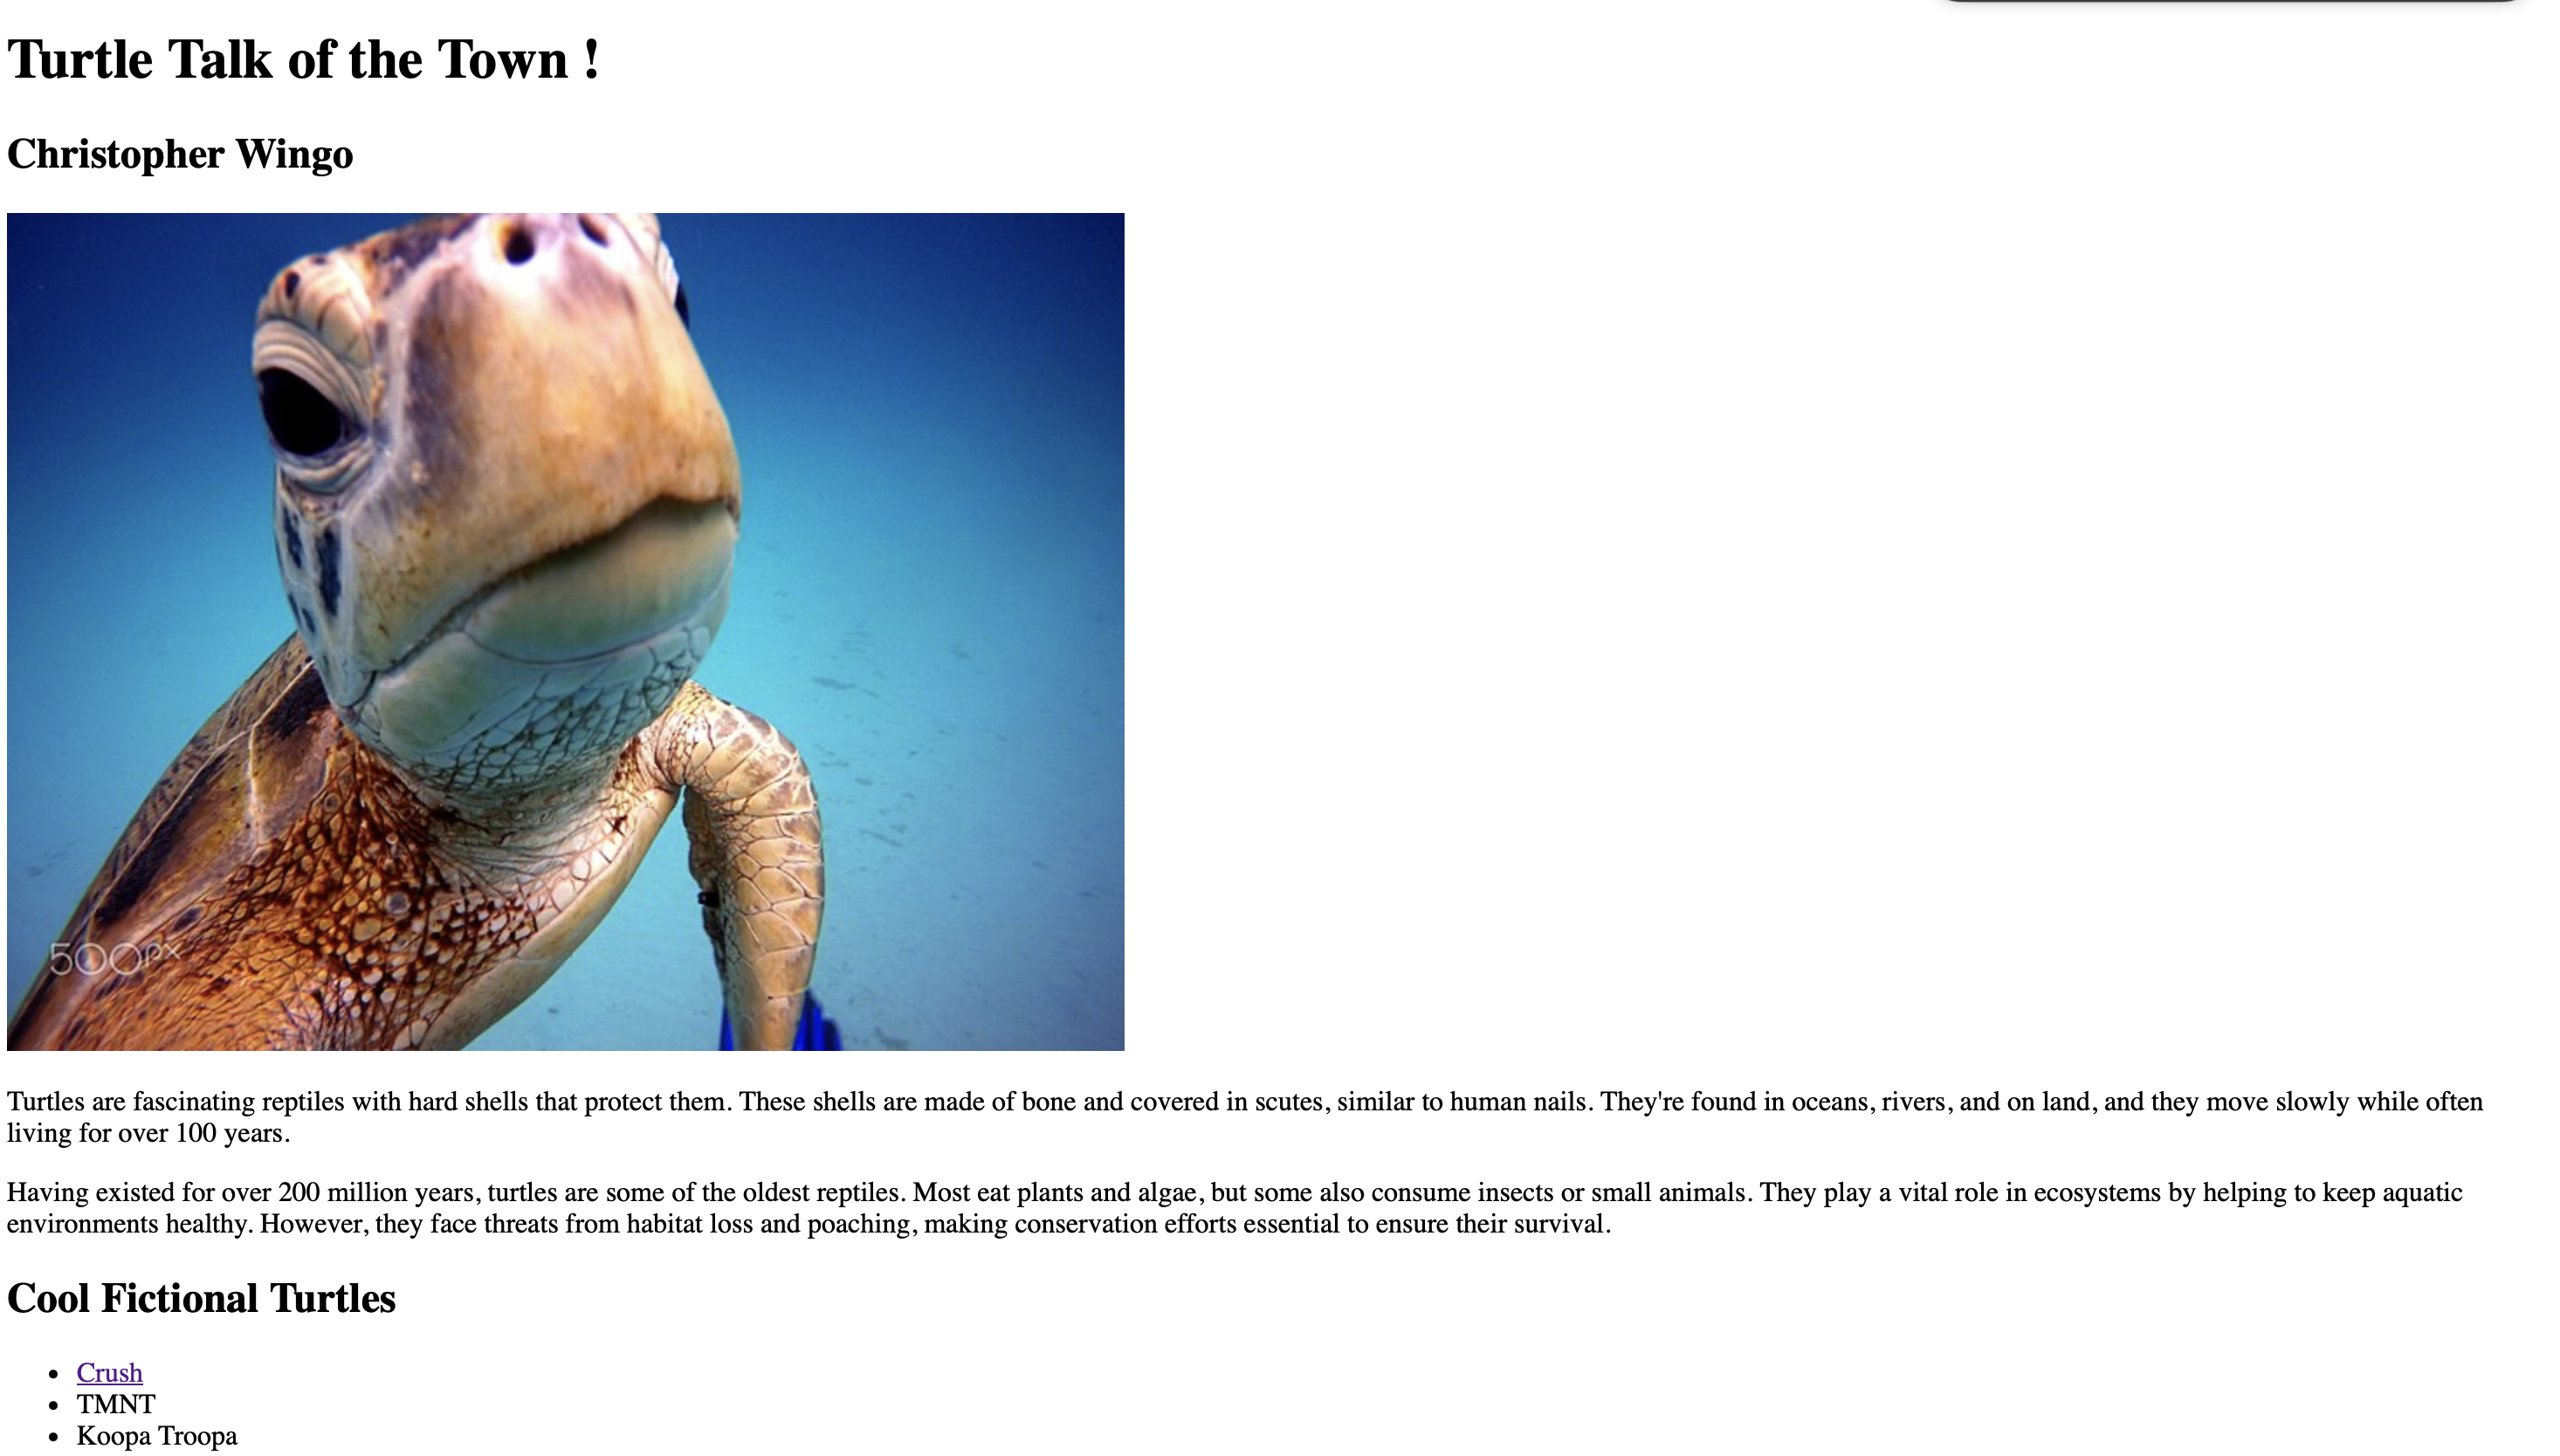 Turtle Talk of the Town !
Christopher Wingo
500px
Turtles are fascinating reptiles with hard shells that protect them. These shells are made of bone and covered in scutes, similar to human nails. They're found in oceans, rivers, and on land, and they move slowly while often
living for over 100 years.
Having existed for over 200 million years, turtles are some of the oldest reptiles. Most eat plants and algae, but some also consume insects or small animals. They play a vital role in ecosystems by helping to keep aquatic
environments healthy. However, they face threats from habitat loss and poaching, making conservation efforts essential to ensure their survival.
Cool Fictional Turtles
Crush
TMNT
Koopa Troopa